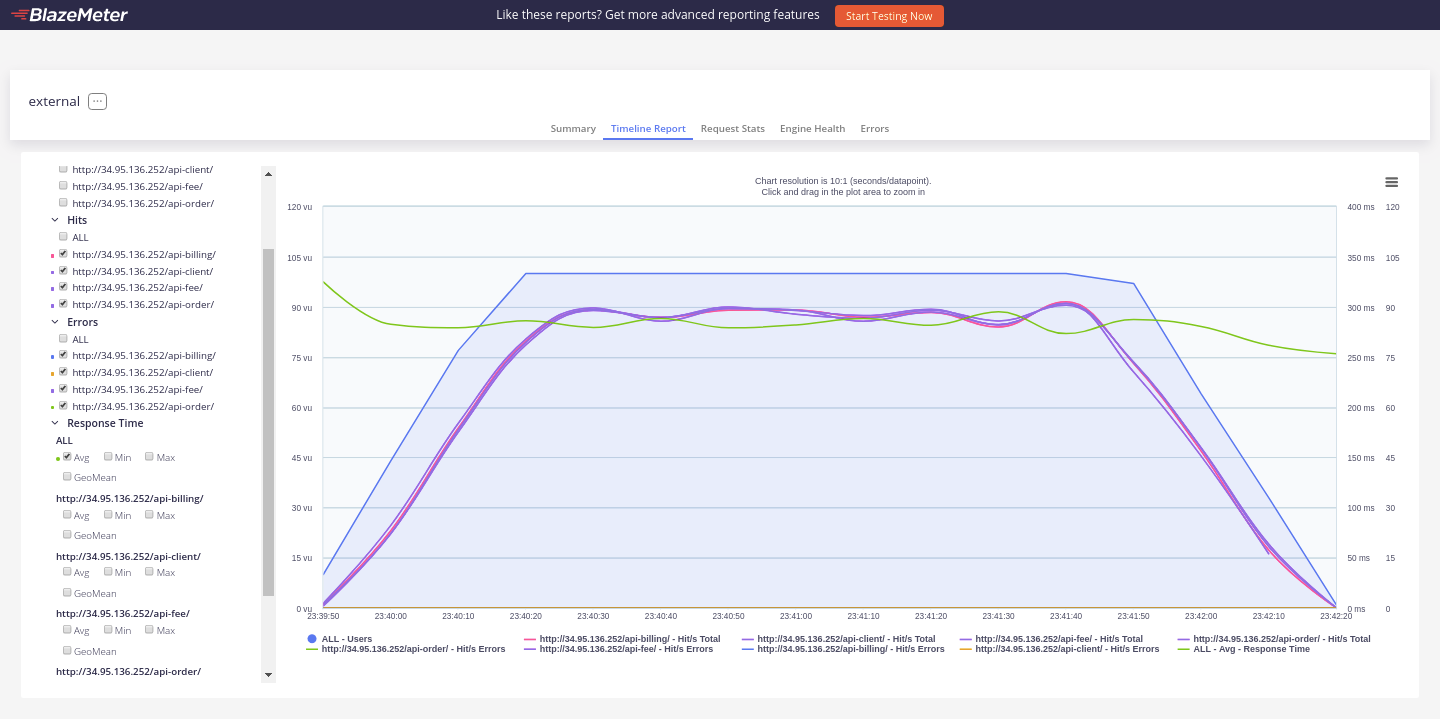 BlazeMeter
Like these reports? Get more advanced reporting features
Start Testing Now
external
...
Summary
Timeline Report
Request Stats
Engine Health
Errors
http://34.95.136.252/api-client/
http://34.95.136.252/api-fee/
http://34.95.136.252/api-order/
Hits
ALL
http://34.95.136.252/api-billing/
http://34.95.136.252/api-client/
http://34.95.136.252/api-fee/
http://34.95.136.252/api-order/
Errors
ALL
http://34.95.136.252/api-billing/
http://34.95.136.252/api-client/
http://34.95.136.252/api-fee/
http://34.95.136.252/api-order/
Response Time
ALL
Avg Min Max
GeoMean
http://34.95.136.252/api-billing/
Avg Min Max
GeoMean
http://34.95.136.252/api-client/
Avg Min Max
GeoMean
http://34.95.136.252/api-fee/
Avg Min Max
GeoMean
http://34.95.136.252/api-order/
Chart resolution is 10:1 (seconds/datapoint).
Click and drag in the plot area to zoom in
120 vu 400 ms 120
105 vu 350 ms 105
90 vu 300 ms 90
75 vu 250 ms 75
60 vu 200 ms 60
45 vu 150 ms 45
30 vu 100 ms 30
15 vu 50 ms 15
0 vu 0 ms 0
23:39:50 23:40:00 23:40:10 23:40:20 23:40:30 23:40:40 23:40:50 23:41:00 23:41:10 23:41:20 23:41:30 23:41:40 23:41:50 23:42:00 23:42:10 23:42:20
ALL - Users http://34.95.136.252/api-billing/ - Hit/s Total http://34.95.136.252/api-client/ - Hit/s Total http://34.95.136.252/api-fee/ - Hit/s Total http://34.95.136.252/api-order/ - Hit/s Total
http://34.95.136.252/api-order/ - Hit/s Errors http://34.95.136.252/api-fee/ - Hit/s Errors http://34.95.136.252/api-billing/ - Hit/s Errors http://34.95.136.252/api-client/ - Hit/s Errors ALL - Avg - Response Time